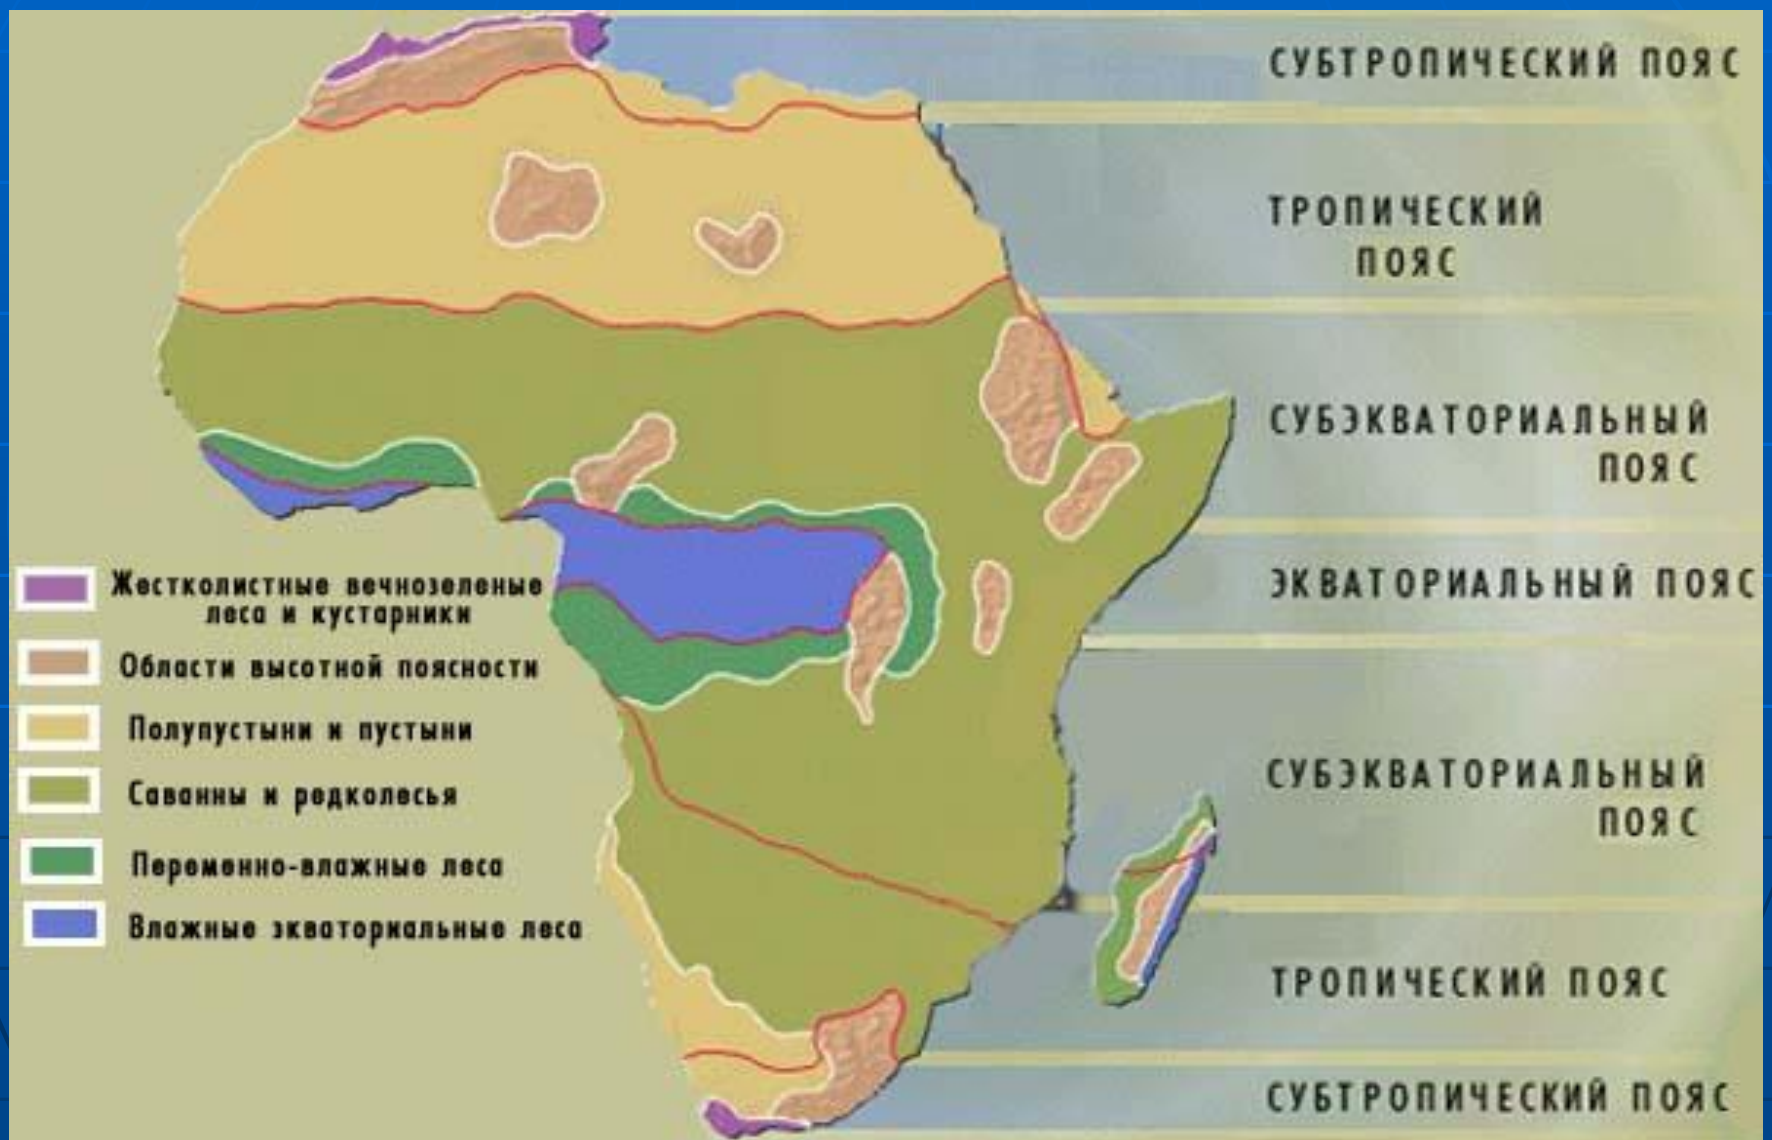 СУБТРОПИЧЕСКИЙ ПОЯС
ТРОПИЧЕСКИЙ
ПОЯС
СУБЭКВАТОРИАЛЬНЫЙ
ПОЯС
ЭКВАТОРИАЛЬНЫЙ ПОЯС
СУБЭКВАТОРИАЛЬНЫЙ
ПОЯС
ТРОПИЧЕСКИЙ ПОЯС
СУБТРОПИЧЕСКИЙ ПОЯС
Жестколистные вечнозеленые
леса и кустарники
Области высотной поясности
Полупустыни и пустыни
Саванны и редколесья
Переменно-влажные леса
Влажные экваториальные леса